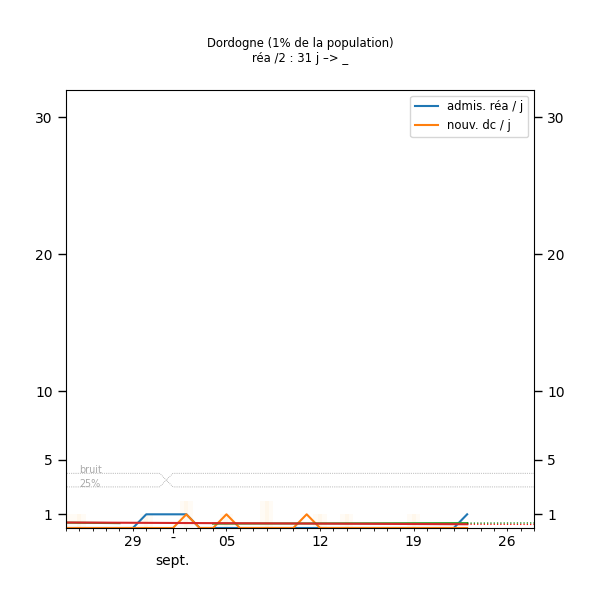 Dordogne (1% de la population)
réa /2 : 31 j –> _
admis. réa / j
nouv. dc / j
30 30
20 20
10 10
5 5
bruit
25%
1 1
29 - 05 12 19 26
sept.